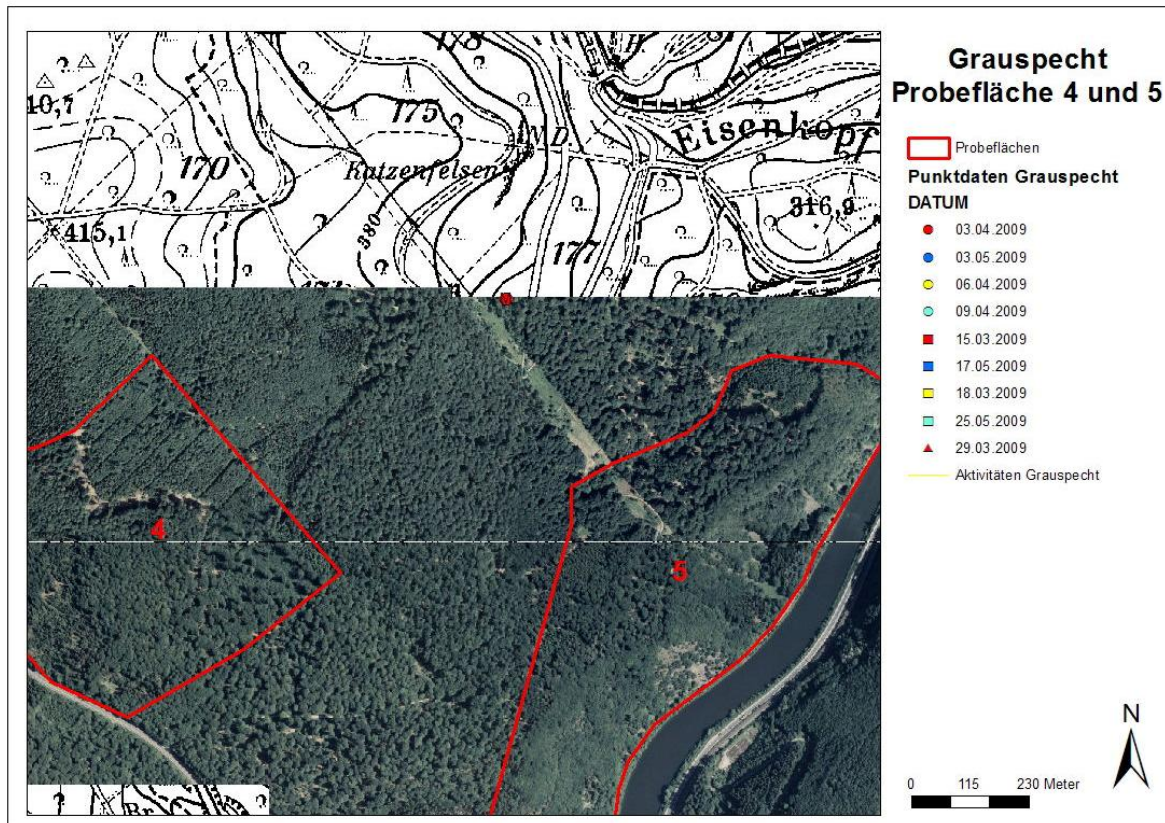 Grauspecht
Probefläche 4 und 5
Probeflächen
Punktdaten Grauspecht
DATUM
03.04.2009
03.05.2009
06.04.2009
09.04.2009
15.03.2009
17.05.2009
18.03.2009
25.05.2009
29.03.2009
Aktivitäten Grauspecht
N
0 115 230 Meter
175
Eisenkopf
170
Katzenfelsen
N D
316,9
415,1
380
177
4
5
Br